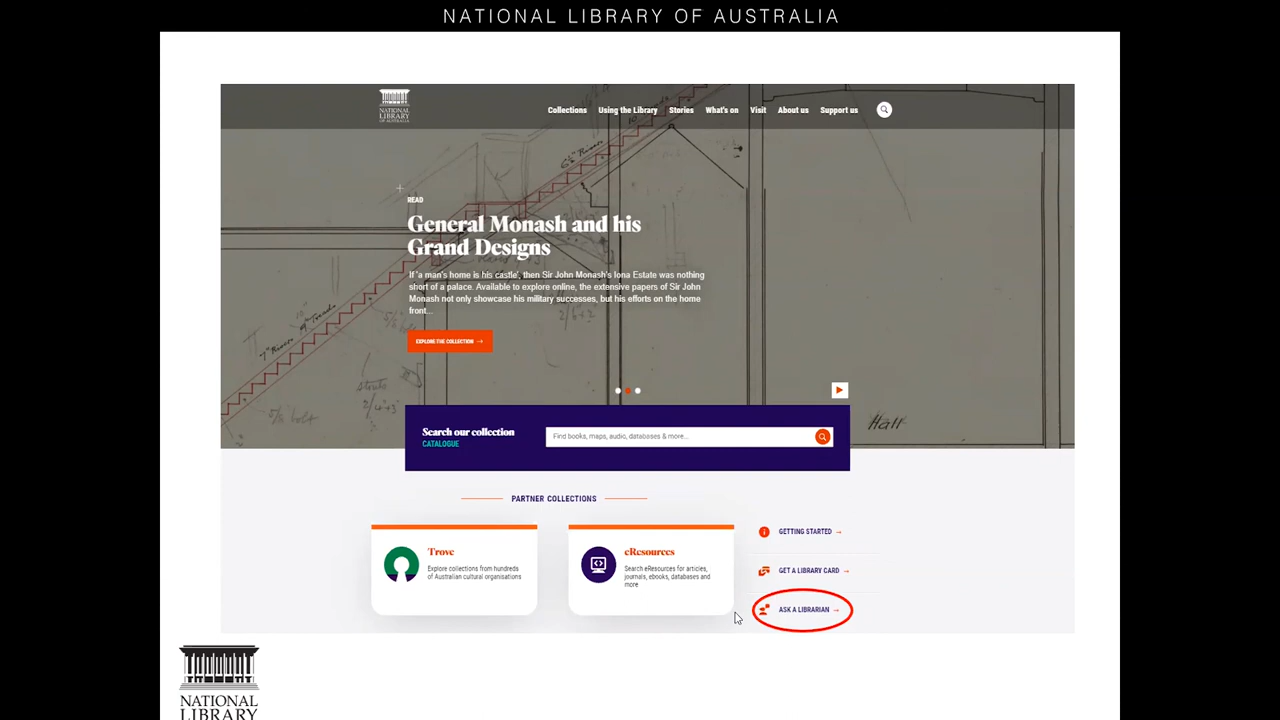 NATIONAL LIBRARY OF AUSTRALIA
NATIONAL
LIBRARY
OF AUSTRALIA
Collections Using the Library Stories What's on Visit About us Support us
READ
General Monash and his
Grand Designs
If 'a man's home is his castle', then Sir John Monash's Iona Estate was nothing
short of a palace. Available to explore online, the extensive papers of Sir John
Monash not only showcase his military successes, but his efforts on the home
front...
EXPLORE THE COLLECTION →
Hall
Search our collection
CATALOGUE
Find books, maps, audio, databases & more...
PARTNER COLLECTIONS
Trove
Explore collections from hundreds
of Australian cultural organisations
eResources
Search eResources for articles,
journals, ebooks, databases and
more
GETTING STARTED →
GET A LIBRARY CARD →
ASK A LIBRARIAN →
NATIONAL
LIBRARY